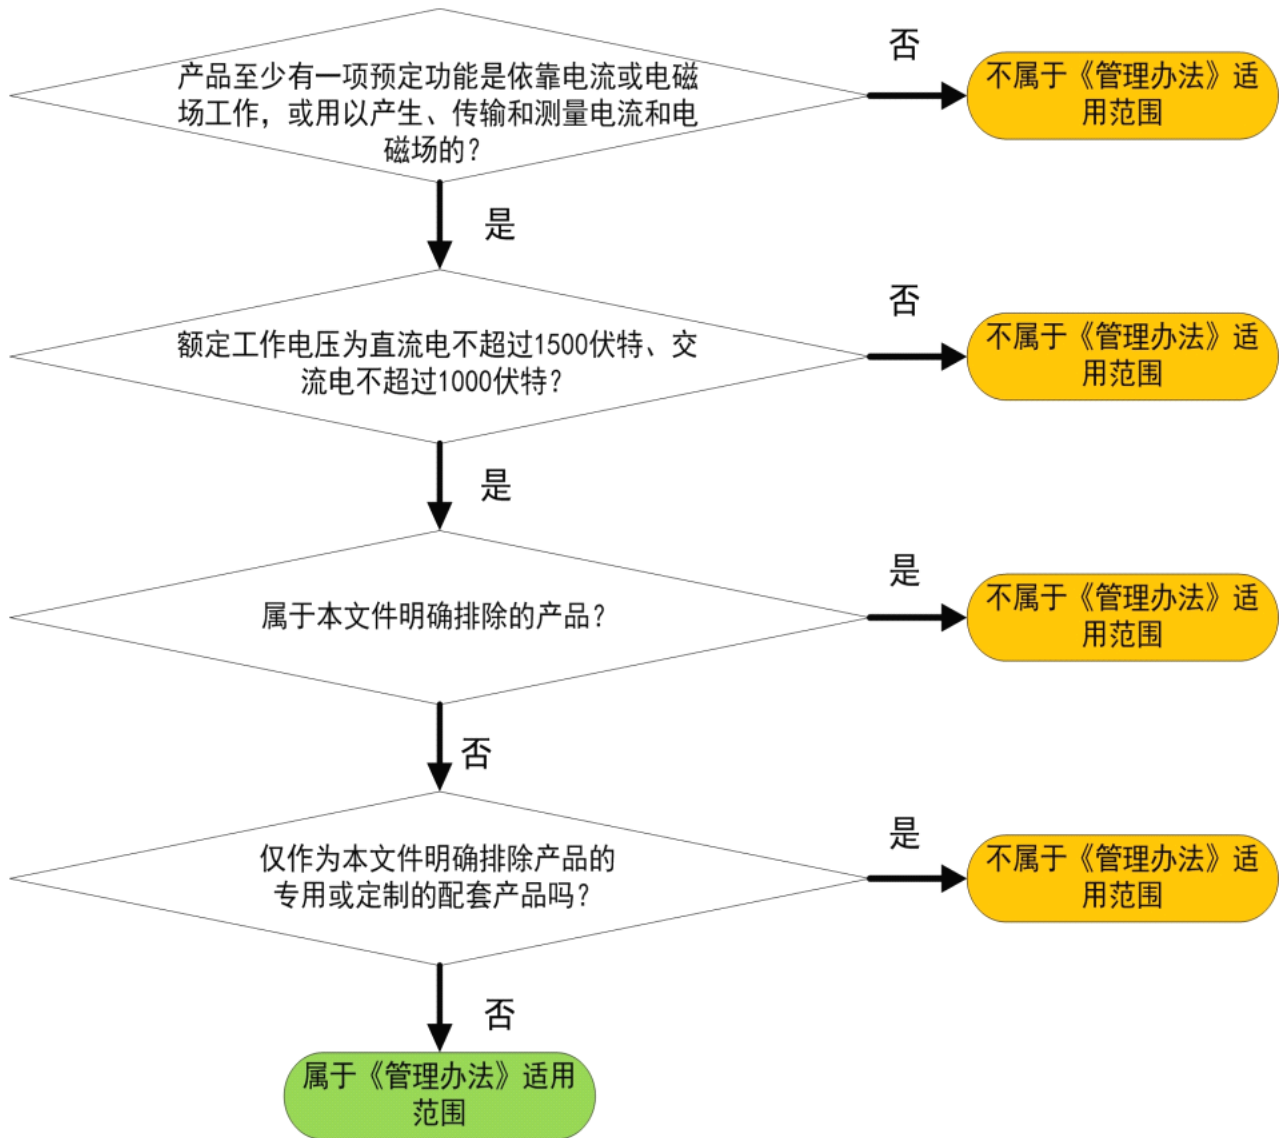 产品至少有一项预定功能是依靠电流或电磁
场工作，或用以产生、传输和测量电流和电
磁场的？
否
不属于《管理办法》适
用范围
是
额定工作电压为直流电不超过1500伏特、交
流电不超过1000伏特？
否
不属于《管理办法》适
用范围
是
属于本文件明确排除的产品？
是
不属于《管理办法》适
用范围
否
仅作为本文件明确排除产品的
专用或定制的配套产品吗？
是
不属于《管理办法》适
用范围
否
属于《管理办法》适用
范围